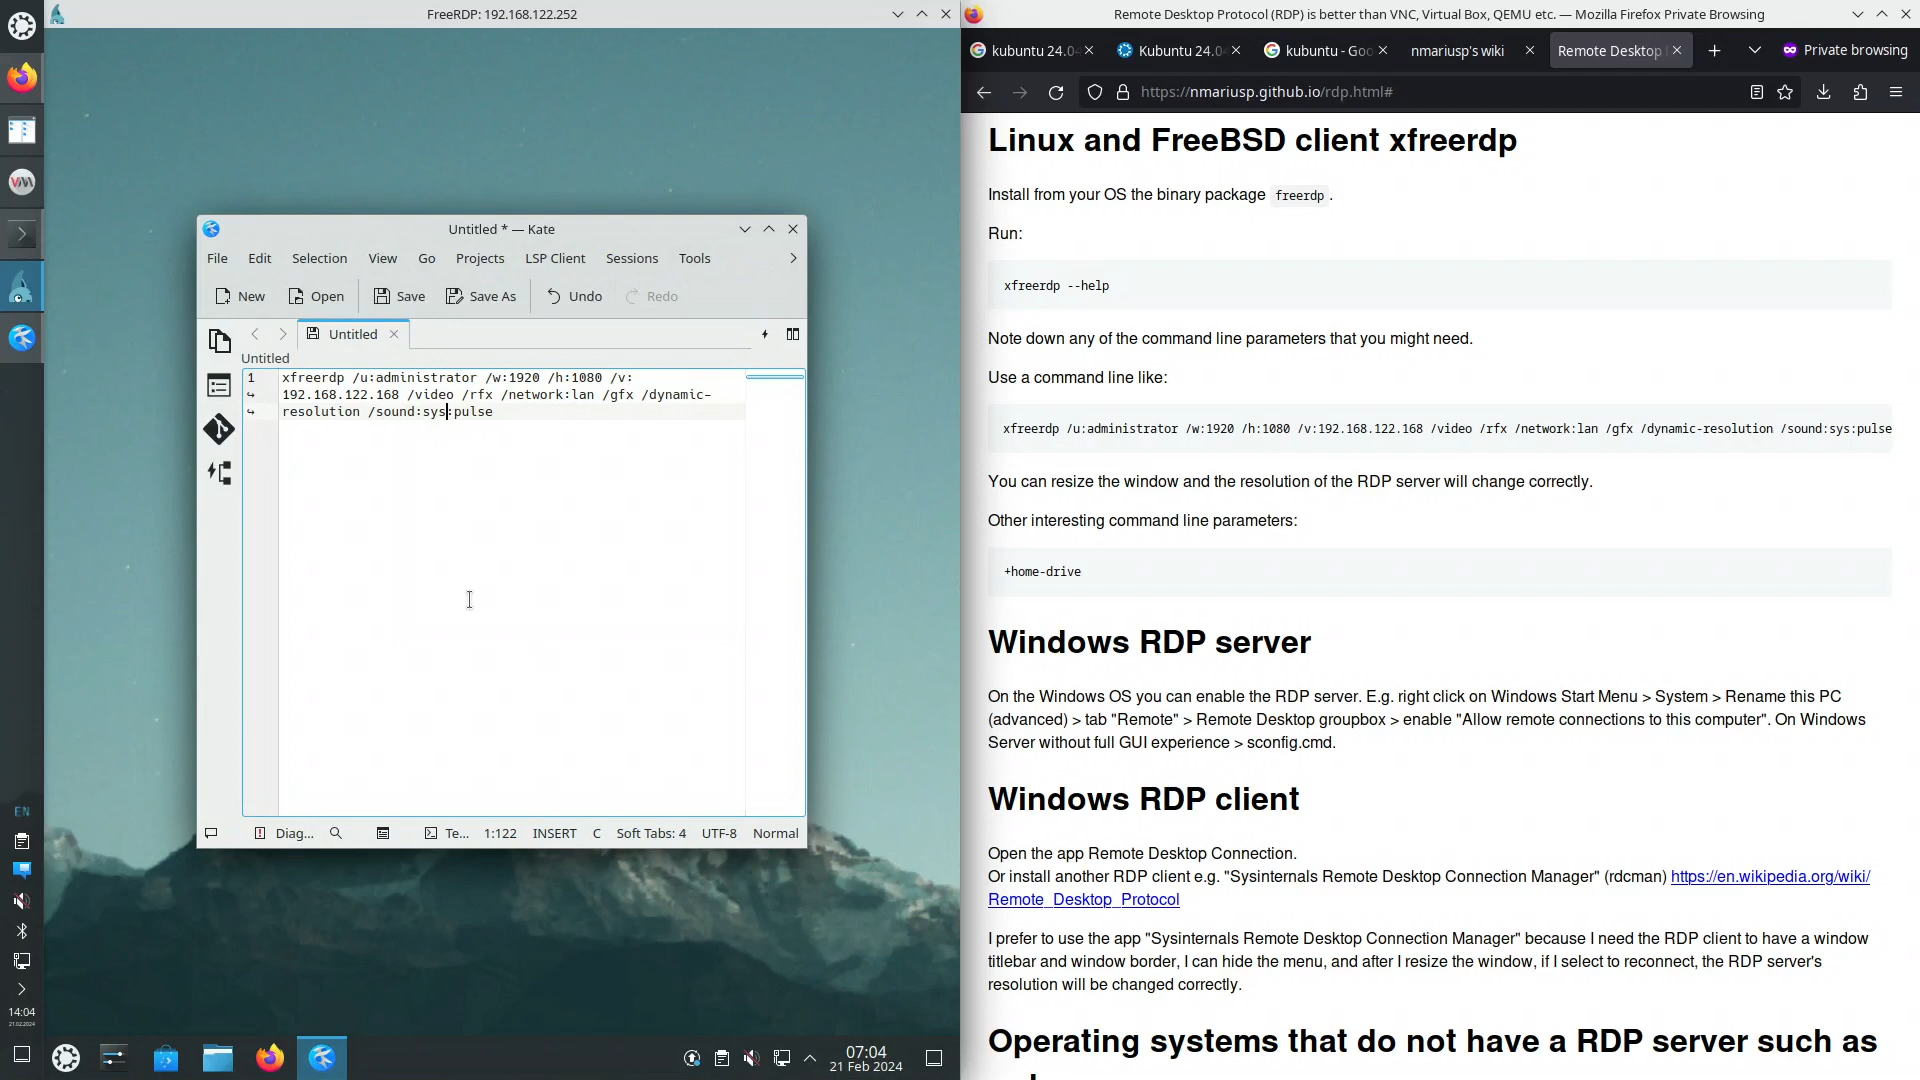 FreeRDP: 192.168.122.252
Untitled * — Kate
File Edit Selection View Go Projects LSP Client Sessions Tools
New Open Save Save As Undo Redo
Untitled
Untitled
1 xfreerdp /u:administrator /w:1920 /h:1080 /v:
192.168.122.168 /video /rfx /network:lan /gfx /dynamic-
resolution /sound:sys:pulse
Diag... Te... 1:122 INSERT C Soft Tabs: 4 UTF-8 Normal
EN
14:04
21.02.2024
07:04
21 Feb 2024
Remote Desktop Protocol (RDP) is better than VNC, Virtual Box, QEMU etc. — Mozilla Firefox Private Browsing
kubuntu 24.0 Kubuntu 24.0 kubuntu - Goo nmariusp's wiki Remote Desktop Private browsing
https://nmariusp.github.io/rdp.html#
Linux and FreeBSD client xfreerdp
Install from your OS the binary package freerdp.
Run:
xfreerdp --help
Note down any of the command line parameters that you might need.
Use a command line like:
xfreerdp /u:administrator /w:1920 /h:1080 /v:192.168.122.168 /video /rfx /network:lan /gfx /dynamic-resolution /sound:sys:pulse
You can resize the window and the resolution of the RDP server will change correctly.
Other interesting command line parameters:
+home-drive
Windows RDP server
On the Windows OS you can enable the RDP server. E.g. right click on Windows Start Menu > System > Rename this PC
(advanced) > tab "Remote" > Remote Desktop groupbox > enable "Allow remote connections to this computer". On Windows
Server without full GUI experience > sconfig.cmd.
Windows RDP client
Open the app Remote Desktop Connection.
Or install another RDP client e.g. "Sysinternals Remote Desktop Connection Manager" (rdcman) https://en.wikipedia.org/wiki/
Remote_Desktop_Protocol
I prefer to use the app "Sysinternals Remote Desktop Connection Manager" because I need the RDP client to have a window
titlebar and window border, I can hide the menu, and after I resize the window, if I select to reconnect, the RDP server's
resolution will be changed correctly.
Operating systems that do not have a RDP server such as